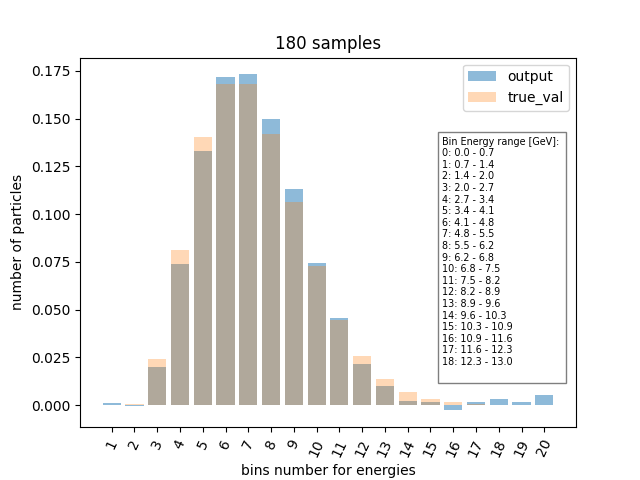 180 samples
number of particles
0.175
0.150
0.125
0.100
0.075
0.050
0.025
0.000
output
true_val
Bin Energy range [GeV]:
0: 0.0 - 0.7
1: 0.7 - 1.4
2: 1.4 - 2.0
3: 2.0 - 2.7
4: 2.7 - 3.4
5: 3.4 - 4.1
6: 4.1 - 4.8
7: 4.8 - 5.5
8: 5.5 - 6.2
9: 6.2 - 6.8
10: 6.8 - 7.5
11: 7.5 - 8.2
12: 8.2 - 8.9
13: 8.9 - 9.6
14: 9.6 - 10.3
15: 10.3 - 10.9
16: 10.9 - 11.6
17: 11.6 - 12.3
18: 12.3 - 13.0
1 2 3 4 5 6 7 8 9 10 11 12 13 14 15 16 17 18 19 20
bins number for energies